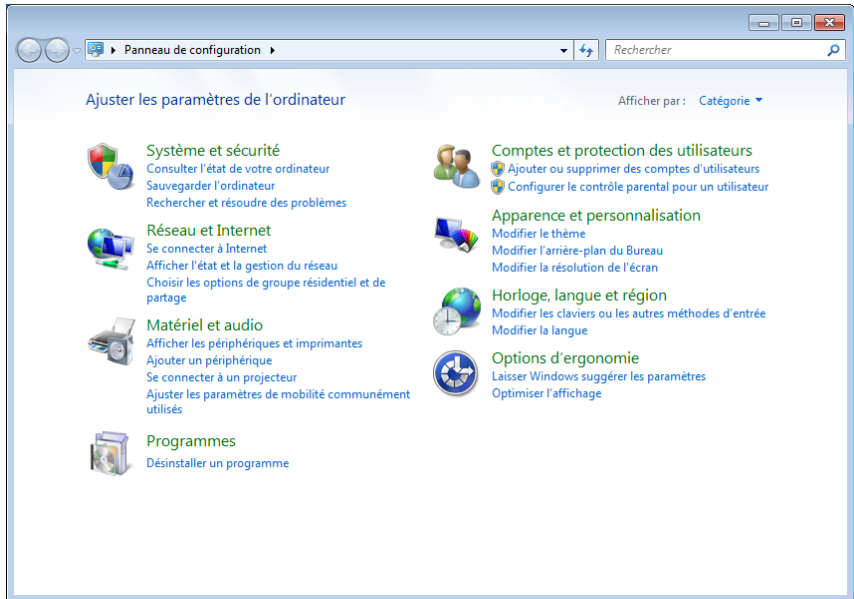 Panneau de configuration
Rechercher
Ajuster les paramètres de l'ordinateur
Afficher par : Catégorie
Système et sécurité
Consulter l'état de votre ordinateur
Sauvegarder l'ordinateur
Rechercher et résoudre des problèmes
Réseau et Internet
Se connecter à Internet
Afficher l'état et la gestion du réseau
Choisir les options de groupe résidentiel et de
partage
Matériel et audio
Afficher les périphériques et imprimantes
Ajouter un périphérique
Se connecter à un projecteur
Ajuster les paramètres de mobilité communément
utilisés
Programmes
Désinstaller un programme
Comptes et protection des utilisateurs
Ajouter ou supprimer des comptes d'utilisateurs
Configurer le contrôle parental pour un utilisateur
Apparence et personnalisation
Modifier le thème
Modifier l'arrière-plan du Bureau
Modifier la résolution de l'écran
Horloge, langue et région
Modifier les claviers ou les autres méthodes d'entrée
Modifier la langue
Options d'ergonomie
Laisser Windows suggérer les paramètres
Optimiser l'affichage